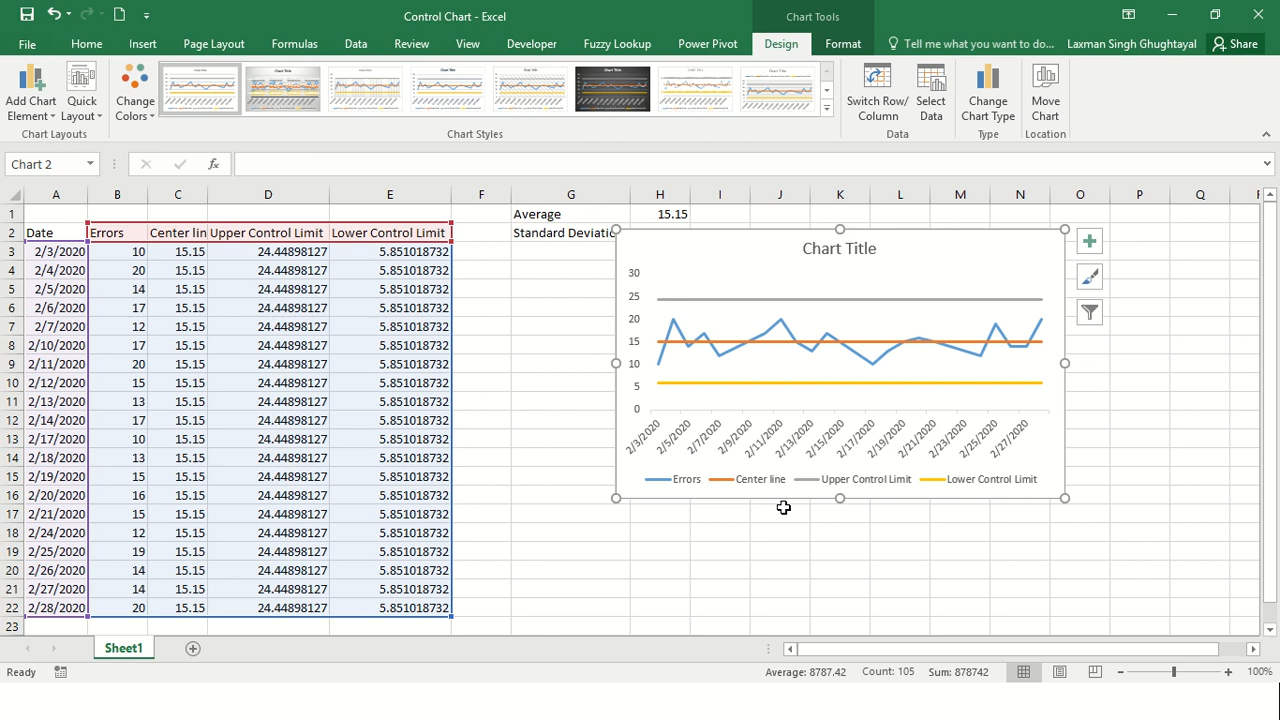 Control Chart - Excel
Chart Tools
File Home Insert Page Layout Formulas Data Review View Developer Fuzzy Lookup Power Pivot Design Format Tell me what you want to do... Laxman Singh Ghughtayal Share
Add Chart Element
Quick Layout
Change Colors
Switch Row/ Column
Select Data
Change Chart Type
Move Chart
Chart Layouts Chart Styles Data Type Location
Chart 2 fx
A B C D E F G H I J K L M N O P Q
1 Average 15.15
2 Date Errors Center lin Upper Control Limit Lower Control Limit Standard Deviatio
3 2/3/2020 10 15.15 24.44898127 5.851018732
4 2/4/2020 20 15.15 24.44898127 5.851018732
5 2/5/2020 14 15.15 24.44898127 5.851018732
6 2/6/2020 17 15.15 24.44898127 5.851018732
7 2/7/2020 12 15.15 24.44898127 5.851018732
8 2/10/2020 17 15.15 24.44898127 5.851018732
9 2/11/2020 20 15.15 24.44898127 5.851018732
10 2/12/2020 15 15.15 24.44898127 5.851018732
11 2/13/2020 13 15.15 24.44898127 5.851018732
12 2/14/2020 17 15.15 24.44898127 5.851018732
13 2/17/2020 10 15.15 24.44898127 5.851018732
14 2/18/2020 13 15.15 24.44898127 5.851018732
15 2/19/2020 15 15.15 24.44898127 5.851018732
16 2/20/2020 16 15.15 24.44898127 5.851018732
17 2/21/2020 15 15.15 24.44898127 5.851018732
18 2/24/2020 12 15.15 24.44898127 5.851018732
19 2/25/2020 19 15.15 24.44898127 5.851018732
20 2/26/2020 14 15.15 24.44898127 5.851018732
21 2/27/2020 14 15.15 24.44898127 5.851018732
22 2/28/2020 20 15.15 24.44898127 5.851018732
23
Chart Title
30
25
20
15
10
5
0
2/3/2020 2/5/2020 2/7/2020 2/9/2020 2/11/2020 2/13/2020 2/15/2020 2/17/2020 2/19/2020 2/21/2020 2/23/2020 2/25/2020 2/27/2020
Errors Center line Upper Control Limit Lower Control Limit
Sheet1
Ready Average: 8787.42 Count: 105 Sum: 878742 100%